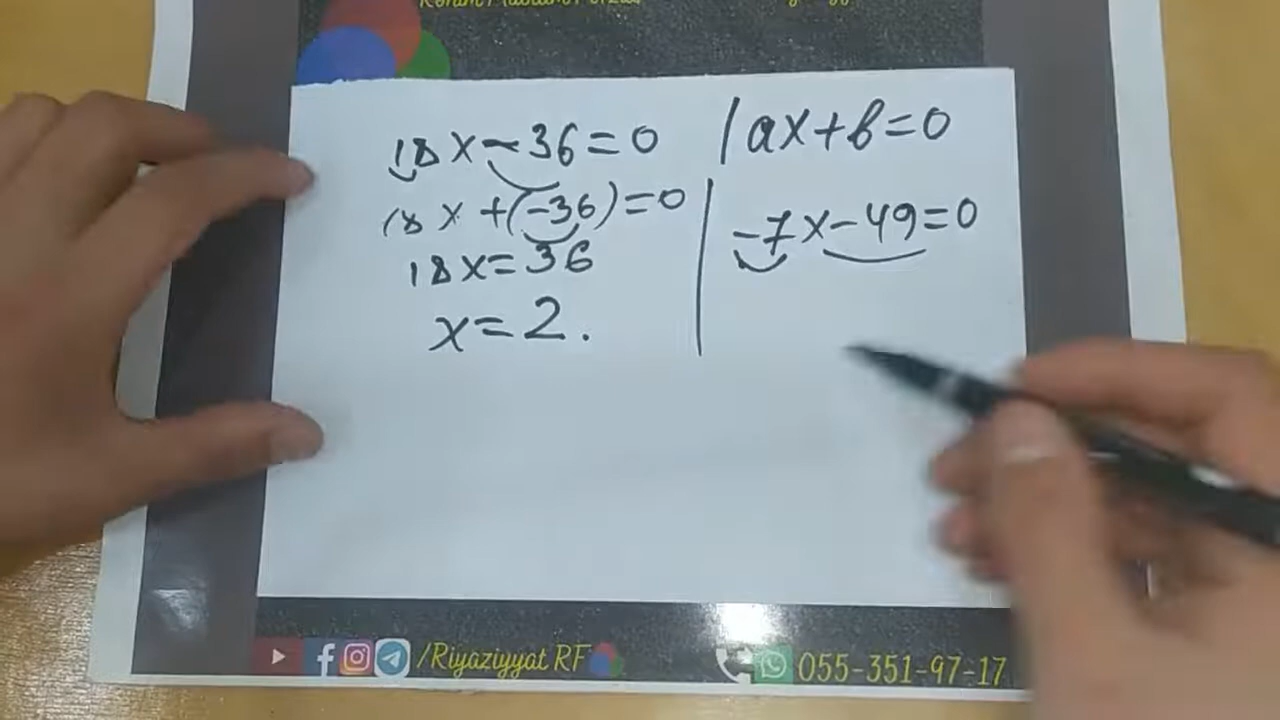 18x-36=0
18x+(-36)=0
18x=36
x=2.
ax+b=0
-7x-49=0
/Riyaziyyat RF
055-351-97-17